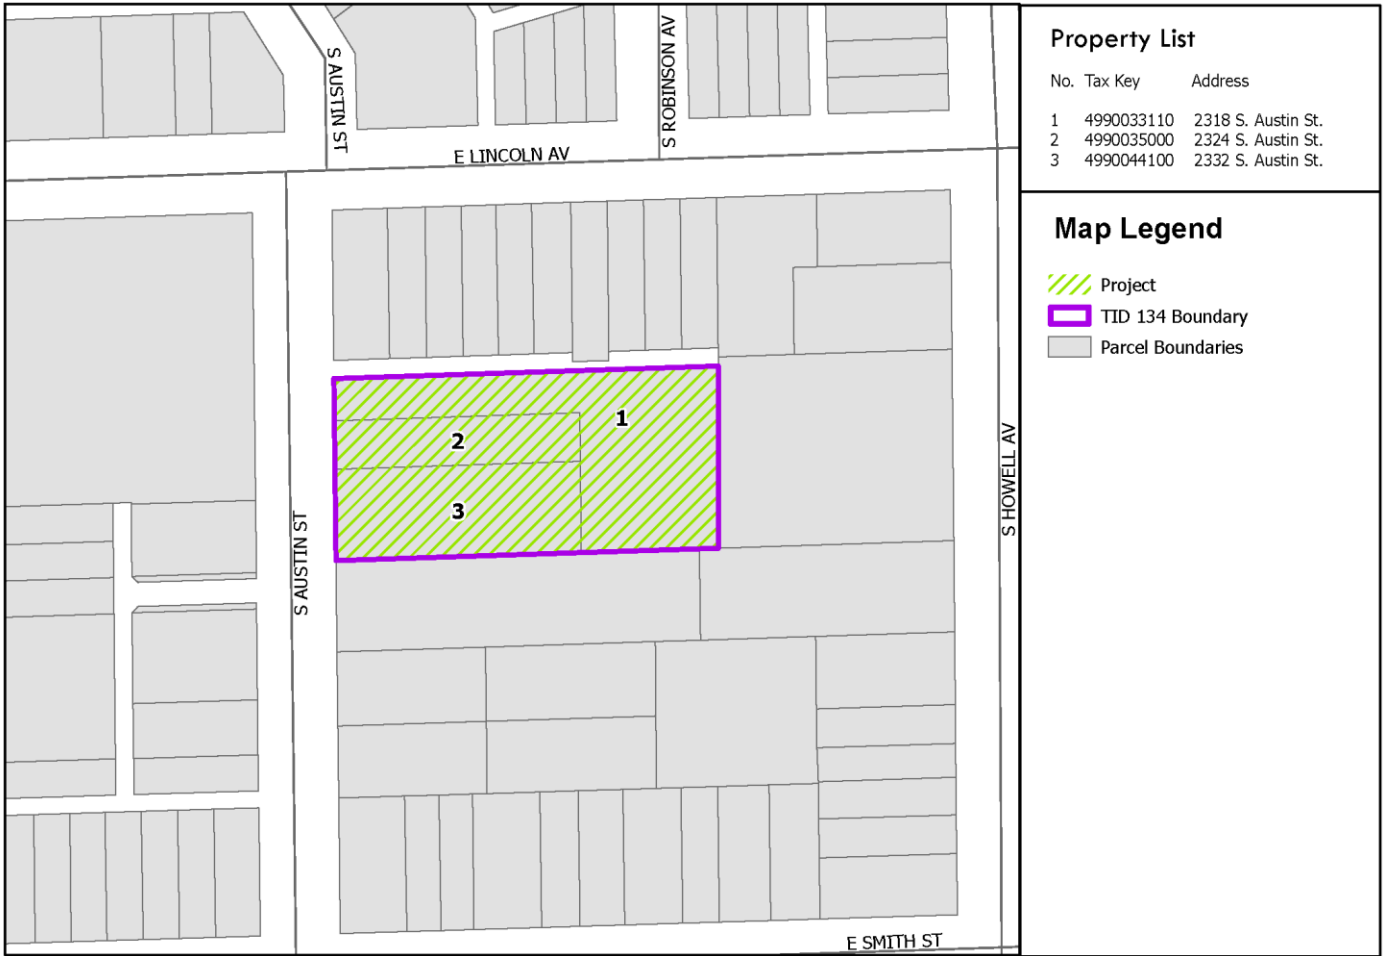 S AUSTIN ST
S ROBINSON AV
E LINCOLN AV
1
2
3
S AUSTIN ST
S HOWELL AV
E SMITH ST
Property List
No. Tax Key Address
1 4990033110 2318 S. Austin St.
2 4990035000 2324 S. Austin St.
3 4990044100 2332 S. Austin St.
Map Legend
Project
TID 134 Boundary
Parcel Boundaries